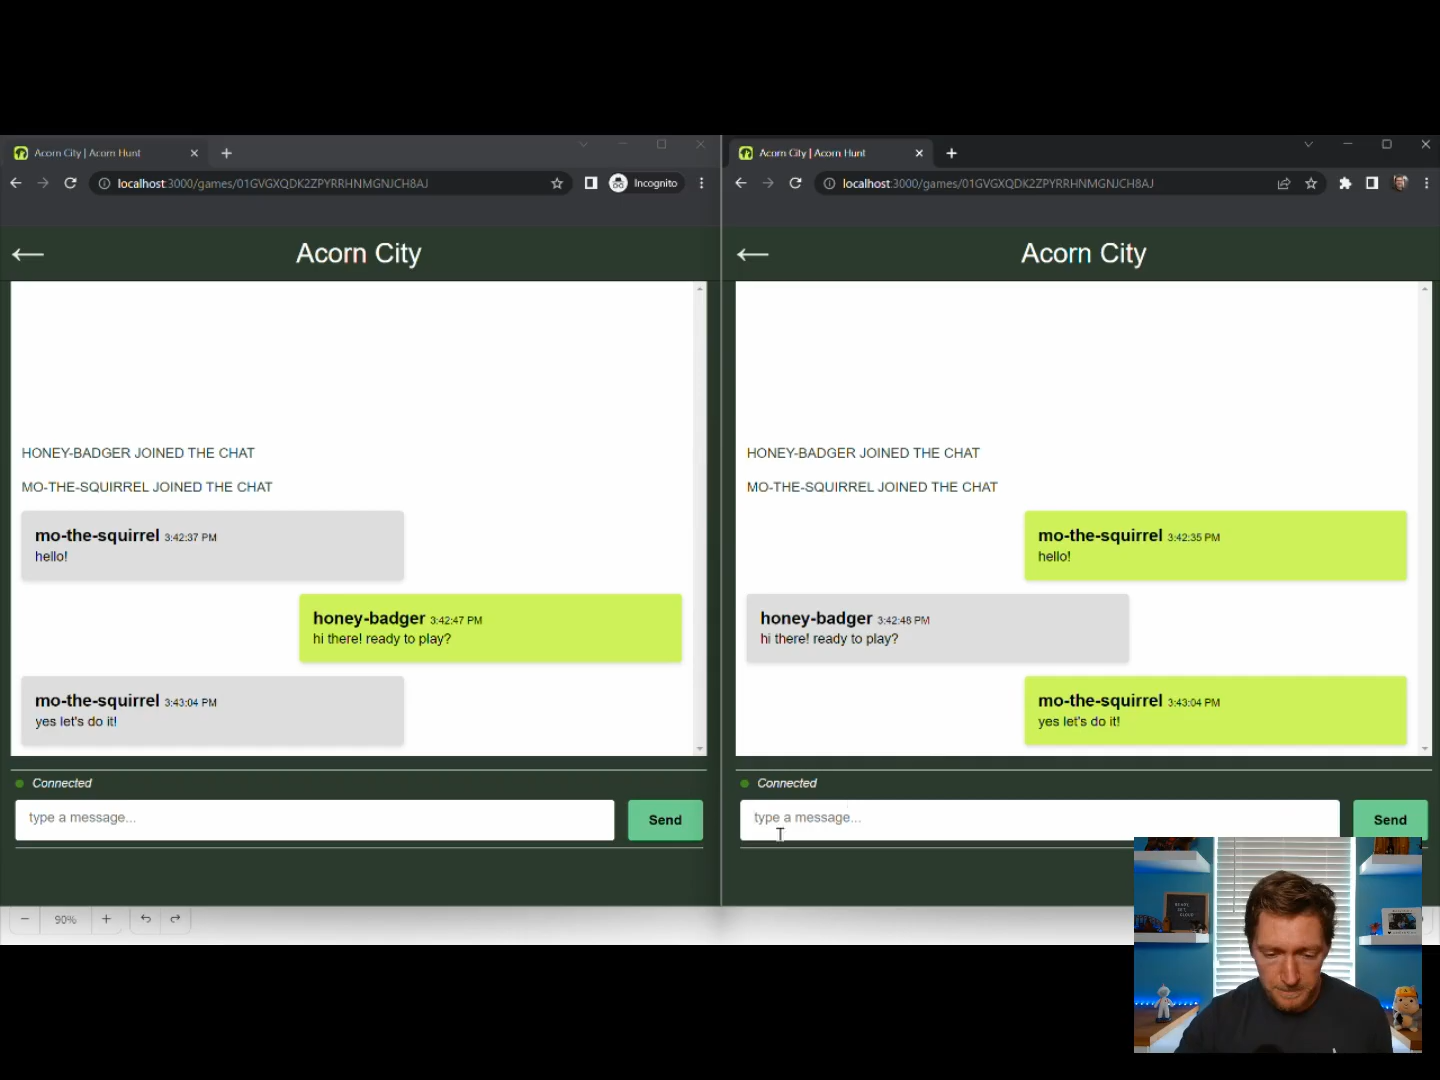 Acorn City | Acorn Hunt
localhost:3000/games/01GVGXQDK2ZPYRRHNMGNJCH8AJ
Incognito
Acorn City
HONEY-BADGER JOINED THE CHAT
MO-THE-SQUIRREL JOINED THE CHAT
mo-the-squirrel 3:42:37 PM
hello!
honey-badger 3:42:47 PM
hi there! ready to play?
mo-the-squirrel 3:43:04 PM
yes let's do it!
Connected
type a message...
Send
90%
Acorn City | Acorn Hunt
localhost:3000/games/01GVGXQDK2ZPYRRHNMGNJCH8AJ
Acorn City
HONEY-BADGER JOINED THE CHAT
MO-THE-SQUIRREL JOINED THE CHAT
mo-the-squirrel 3:42:35 PM
hello!
honey-badger 3:42:48 PM
hi there! ready to play?
mo-the-squirrel 3:43:04 PM
yes let's do it!
Connected
type a message...
Send
READY
SET
CLOUD